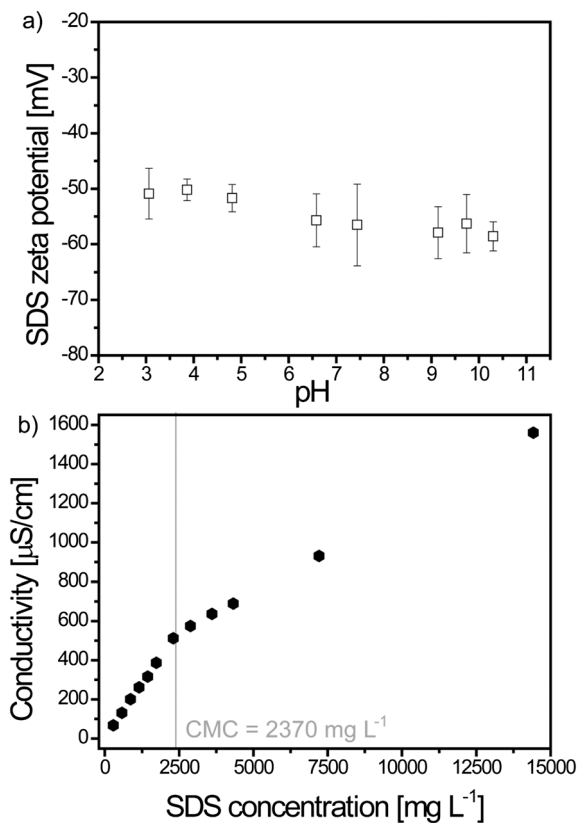 a)
SDS zeta potential [mV]
-20
-30
-40
-50
-60
-70
-80
2 3 4 5 6 7 8 9 10 11
pH
b)
Conductivity [µS/cm]
1600
1400
1200
1000
800
600
400
200
0
CMC = 2370 mg L⁻¹
0 2500 5000 7500 10000 12500 15000
SDS concentration [mg L⁻¹]